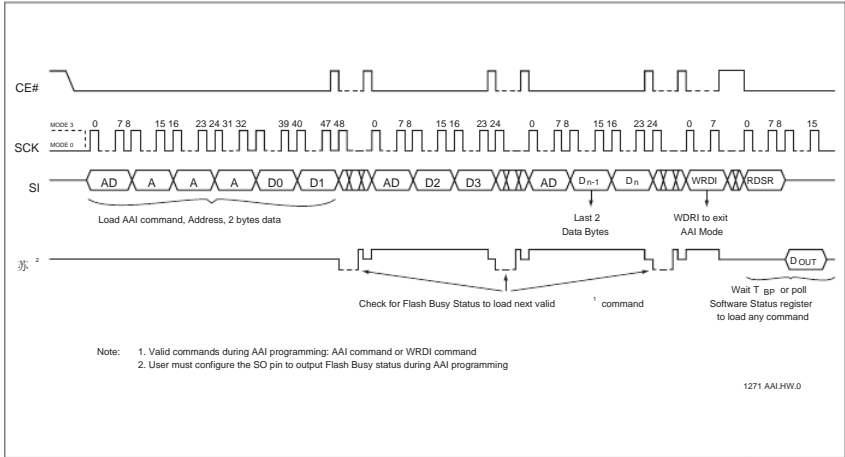 CE#
MODE 3
MODE 0
0 7 8 15 16 23 24 31 32 39 40 47 48 0 7 8 15 16 23 24 0 7 8 15 16 23 24 0 7 0 7 8 15
SCK
SI
AD A A A D0 D1 AD D2 D3 AD Dn-1 Dn WRDI RDSR
Load AAI command, Address, 2 bytes data
Last 2
Data Bytes
WDRI to exit
AAI Mode
苏 2
DOUT
Check for Flash Busy Status to load next valid 1 command
Wait T BP or poll
Software Status register
to load any command
Note: 1. Valid commands during AAI programming: AAI command or WRDI command
2. User must configure the SO pin to output Flash Busy status during AAI programming
1271 AAI.HW.0